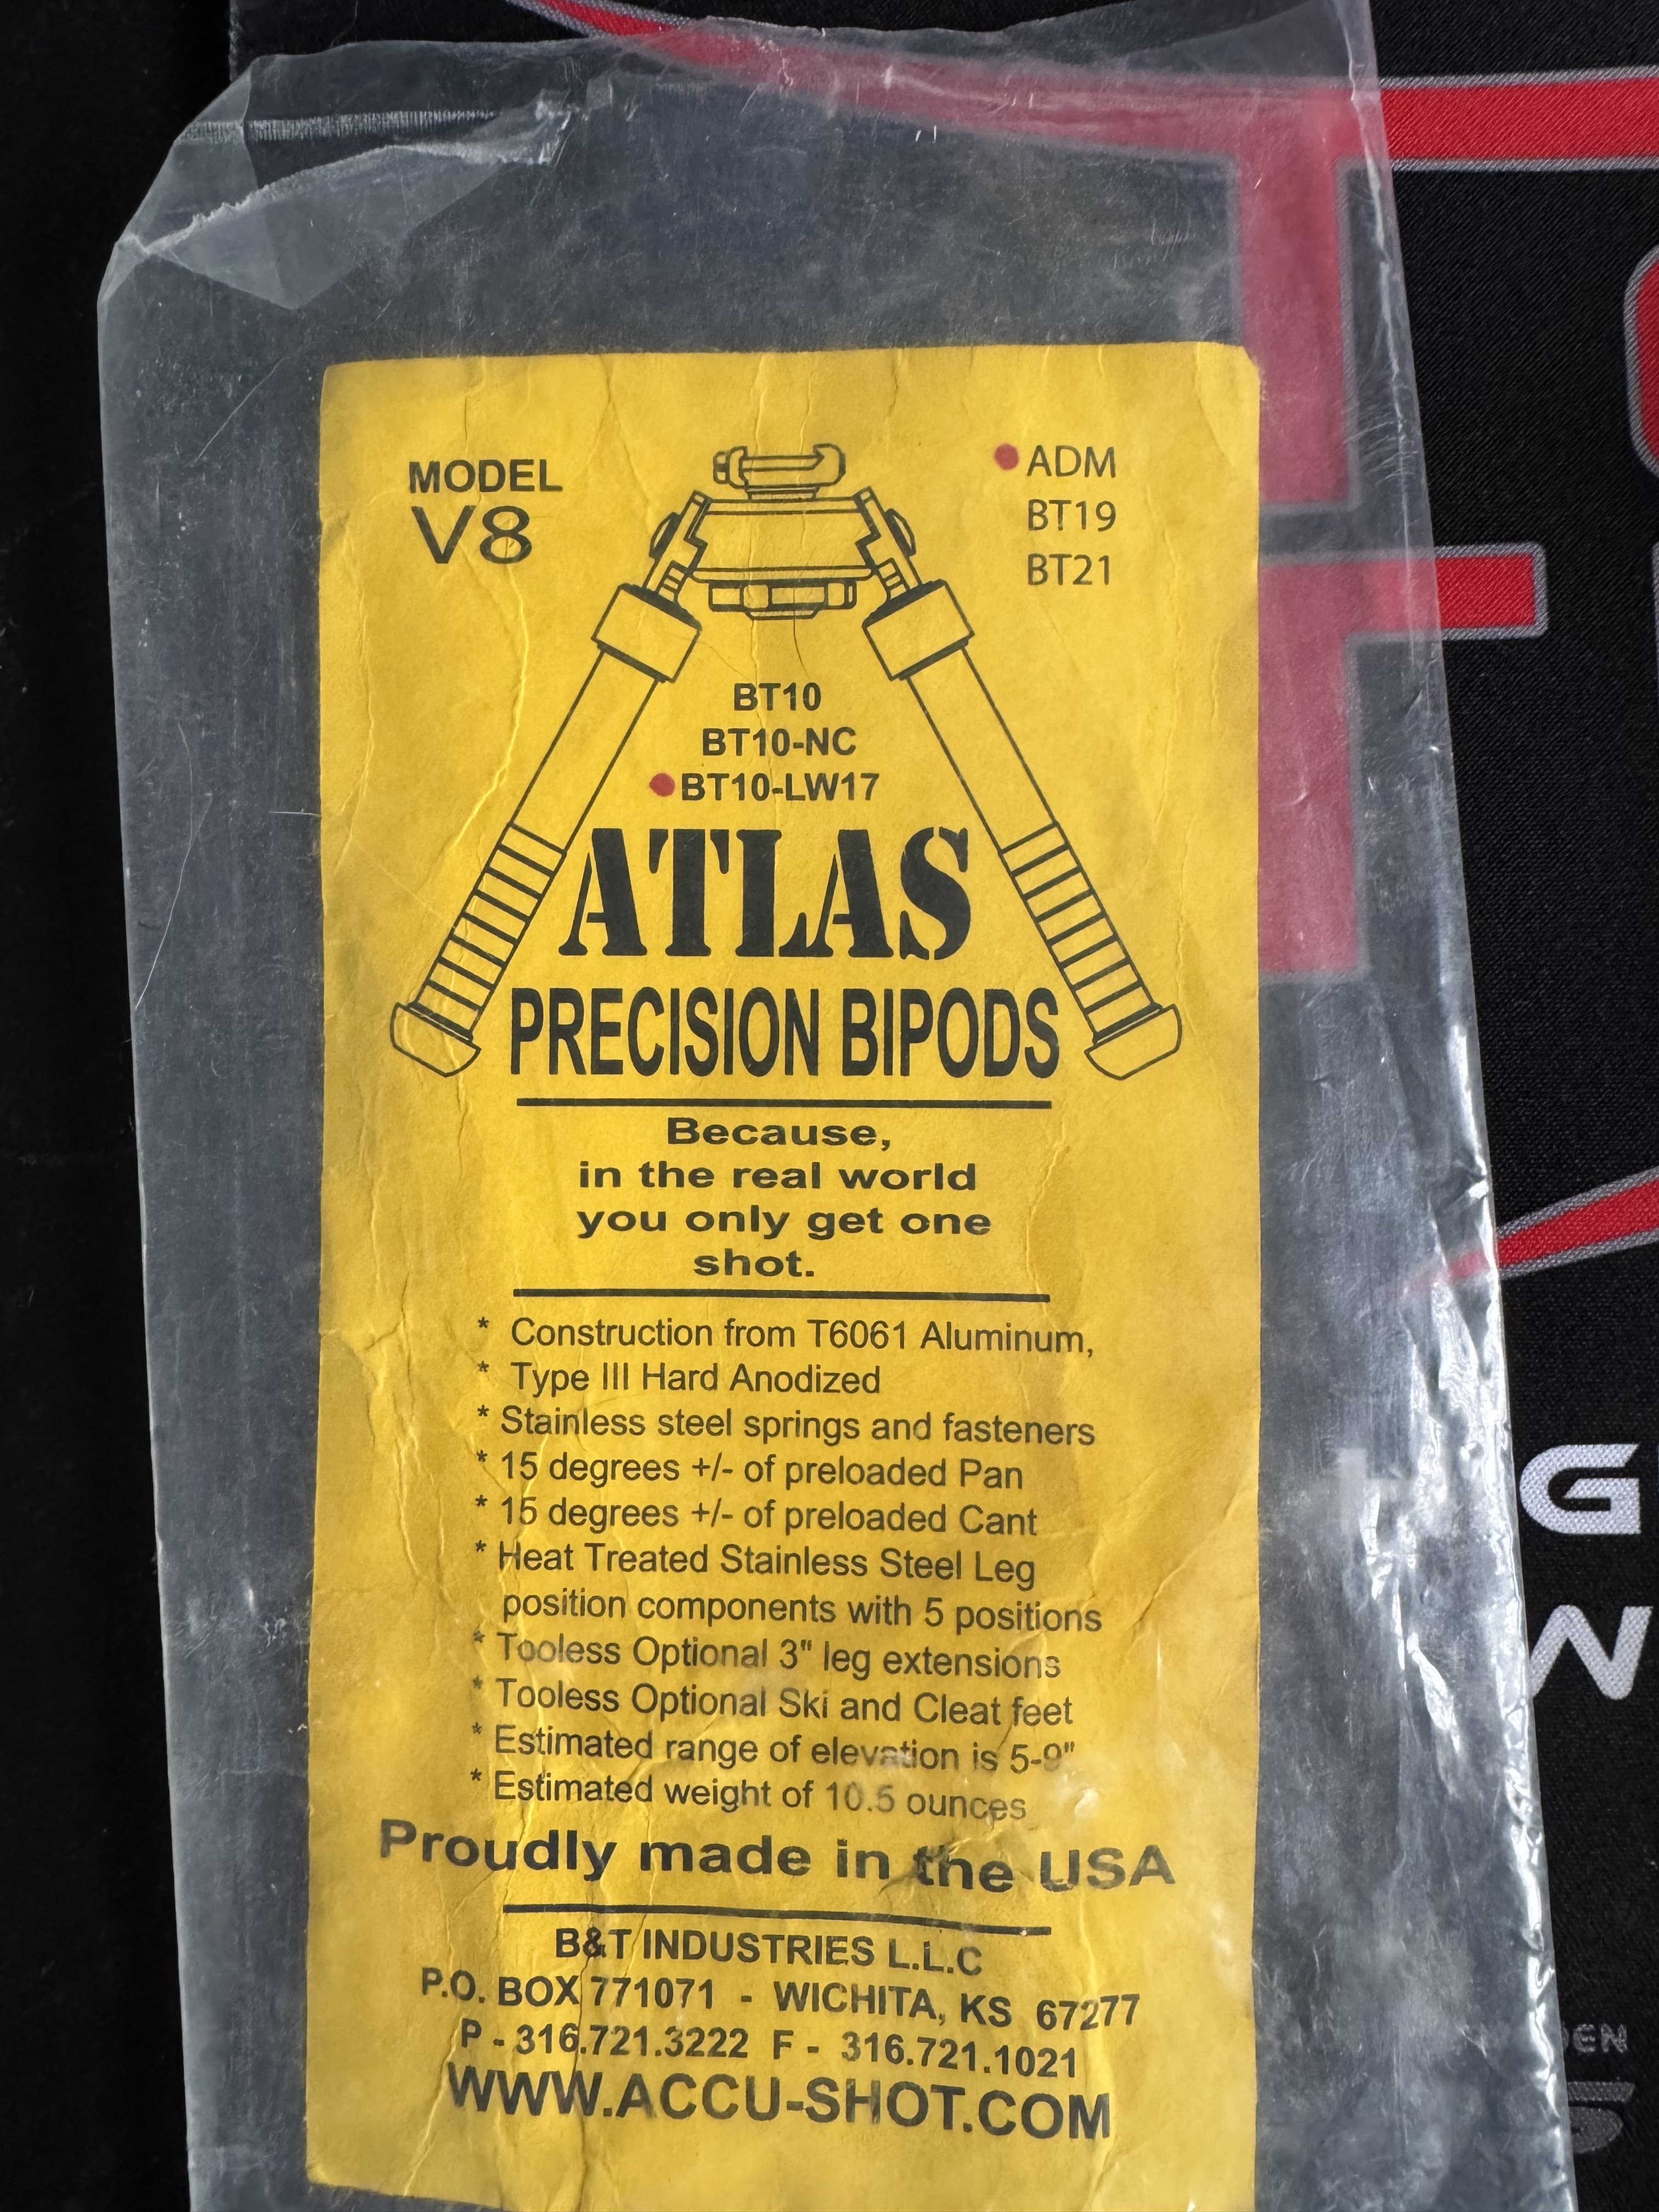 MODEL
V8
ADM
BT19
BT21
BT10
BT10-NC
BT10-LW17
ATLAS
PRECISION BIPODS
Because,
in the real world
you only get one
shot.
* Construction from T6061 Aluminum,
* Type III Hard Anodized
* Stainless steel springs and fasteners
* 15 degrees +/- of preloaded Pan
* 15 degrees +/- of preloaded Cant
* Heat Treated Stainless Steel Leg
position components with 5 positions
* Tooless Optional 3" leg extensions
* Tooless Optional Ski and Cleat feet
* Estimated range of elevation is 5-9"
* Estimated weight of 10.5 ounces
Proudly made in the USA
B&T INDUSTRIES L.L.C
P.O. BOX 771071 - WICHITA, KS 67277
P - 316.721.3222 F - 316.721.1021
WWW.ACCU-SHOT.COM
G
W